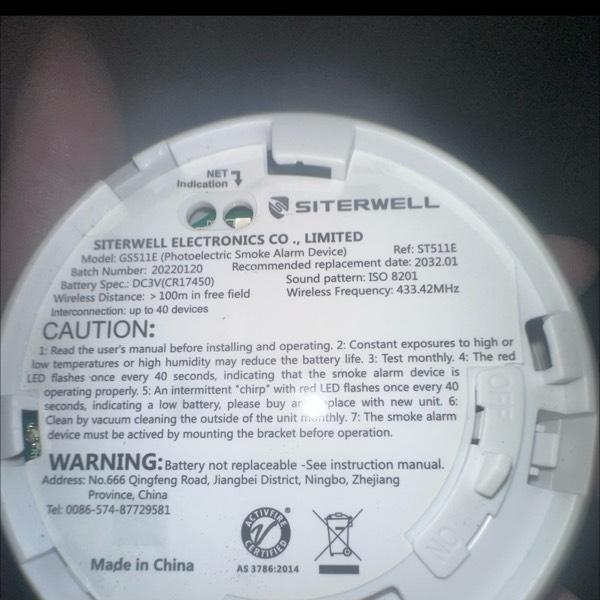 NET
Indication
SITERWELL
SITERWELL ELECTRONICS CO ., LIMITED
Model: GS511E (Photoelectric Smoke Alarm Device) Ref: ST511E
Batch Number: 20220120 Recommended replacement date: 2032.01
Battery Spec.: DC3V(CR17450) Sound pattern: ISO 8201
Wireless Distance: >100m in free field Wireless Frequency: 433.42MHz
Interconnection: up to 40 devices
CAUTION:
1: Read the user's manual before installing and operating. 2: Constant exposures to high or
low temperatures or high humidity may reduce the battery life. 3: Test monthly. 4: The red
LED flashes once every 40 seconds, indicating that the smoke alarm device is
operating properly. 5: An intermittent "chirp" with red LED flashes once every 40
seconds, indicating a low battery, please buy place with new unit. 6:
Clean by vacuum cleaning the outside of the unit monthly. 7: The smoke alarm
device must be actived by mounting the bracket before operation.
WARNING: Battery not replaceable -See instruction manual.
Address: No.666 Qingfeng Road, Jiangbei District, Ningbo, Zhejiang
Province, China
Tel: 0086-574-87729581
OFF
ON
ACTIVFIRE
CERTIFIED
®
Made in China
AS 3786:2014